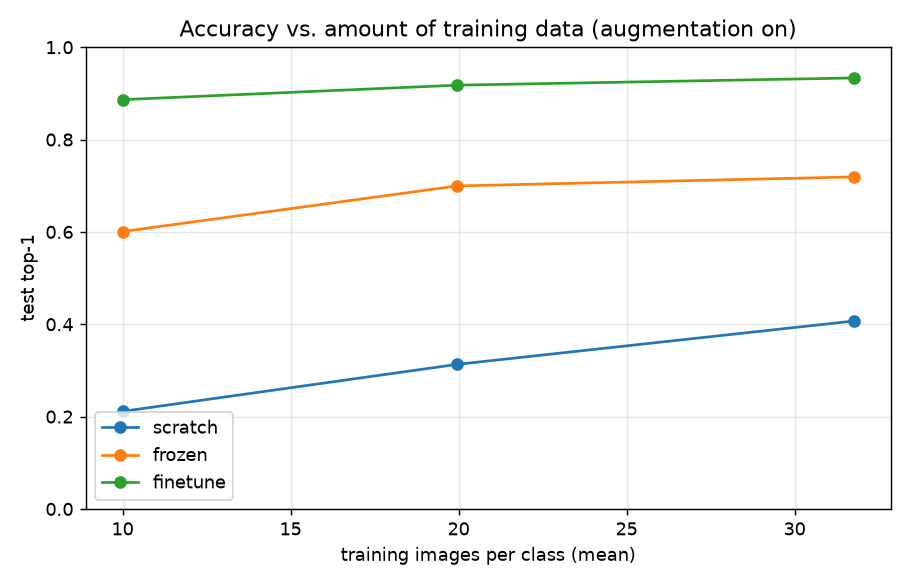 Accuracy vs. amount of training data (augmentation on)
1.0
0.8
0.6
0.4
0.2
0.0
test top-1
scratch
frozen
finetune
10 15 20 25 30
training images per class (mean)